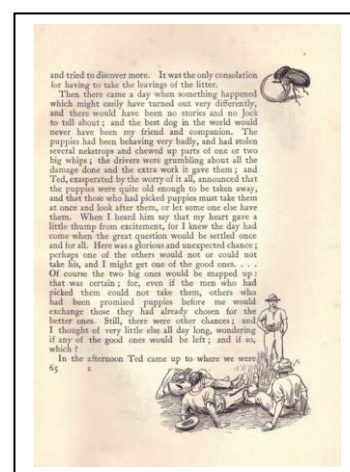 and tried to discover more. It was the only consolation
for having to take the leavings of the litter.
Then there came a day when something happened
which might easily have turned out very differently,
and there would have been no stories and no Jock
to tell about ; and the best dog in the world would
never have been my friend and companion. The
puppies had been behaving very badly, and had stolen
several nekstrops and chewed up parts of one or two
big whips ; the drivers were grumbling about all the
damage done and the extra work it gave them ; and
Ted, exasperated by the worry of it all, announced that
the puppies were quite old enough to be taken away,
and that those who had picked puppies must take them
at once and look after them, or let some one else have
them. When I heard him say that my heart gave a
little thump from excitement, for I knew the day had
come when the great question would be settled once
and for all. Here was a glorious and unexpected chance ;
perhaps one of the others would not or could not
take his, and I might get one of the good ones. . . .
Of course the two big ones would be snapped up :
that was certain ; for, even if the men who had
picked them could not take them, others who
had been promised puppies before me would
exchange those they had already chosen for the
better ones. Still, there were other chances ; and
I thought of very little else all day long, wondering
if any of the good ones would be left ; and if so,
which ?
In the afternoon Ted came up to where we were
65